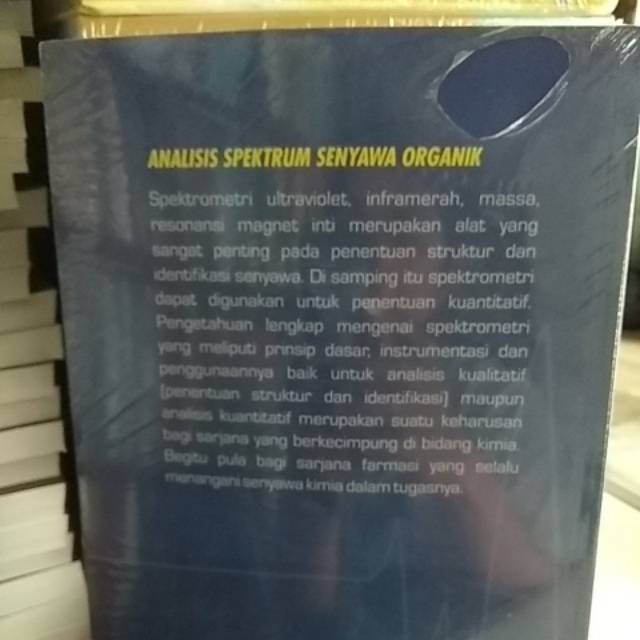 ANALISIS SPEKTRUM SENYAWA ORGANIK
Spektrometri ultraviolet, inframerah, massa,
resonansi magnet inti merupakan alat yang
sangat penting pada penentuan struktur dan
identifikasi senyawa. Di samping itu spektrometri
dapat digunakan untuk penentuan kuantitatif.
Pengetahuan lengkap mengenai spektrometri
yang meliputi prinsip dasar, instrumentasi dan
penggunaannya baik untuk analisis kualitatif
(penentuan struktur dan identifikasi) maupun
analisis kuantitatif merupakan suatu keharusan
bagi sarjana yang berkecimpung di bidang kimia.
Begitu pula bagi sarjana farmasi yang selalu
menangani senyawa kimia dalam tugasnya.